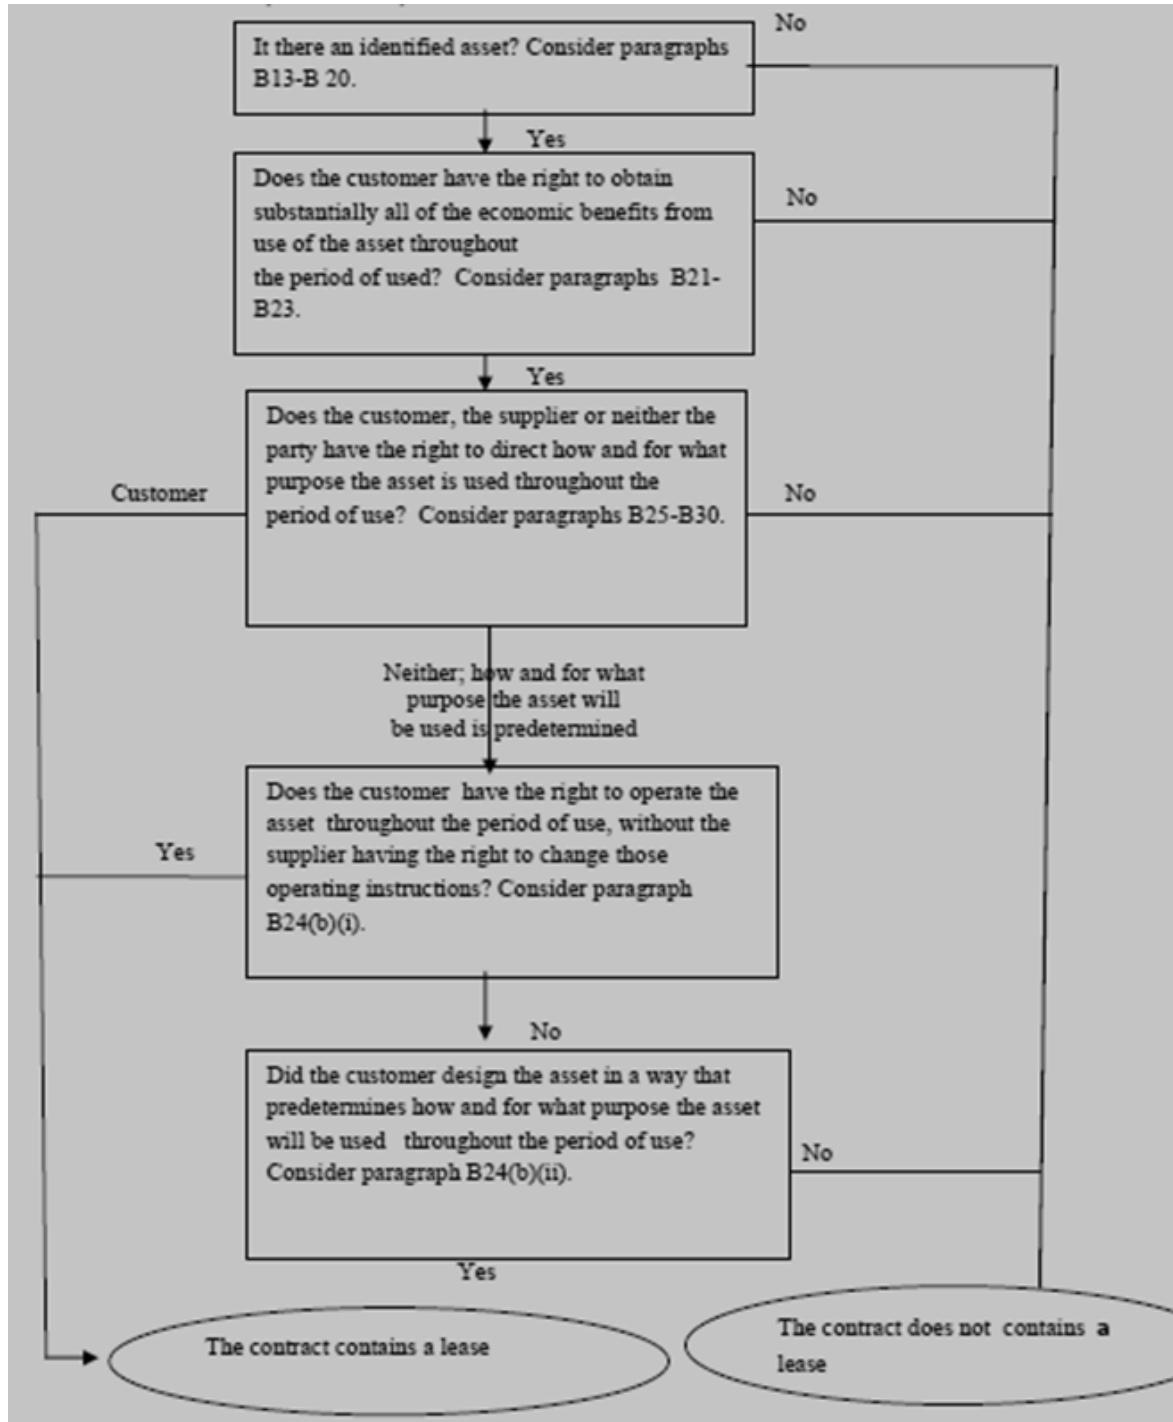 No
It there an identified asset? Consider paragraphs
B13-B 20.
Yes
Does the customer have the right to obtain
substantially all of the economic benefits from
use of the asset throughout
the period of used? Consider paragraphs B21-
B23.
No
Yes
Does the customer, the supplier or neither the
party have the right to direct how and for what
purpose the asset is used throughout the
period of use? Consider paragraphs B25-B30.
Customer
No
Neither; how and for what
purpose the asset will
be used is predetermined
Does the customer have the right to operate the
asset throughout the period of use, without the
supplier having the right to change those
operating instructions? Consider paragraph
B24(b)(i).
Yes
No
Did the customer design the asset in a way that
predetermines how and for what purpose the asset
will be used throughout the period of use?
Consider paragraph B24(b)(ii).
No
Yes
The contract contains a lease
The contract does not contains a
lease